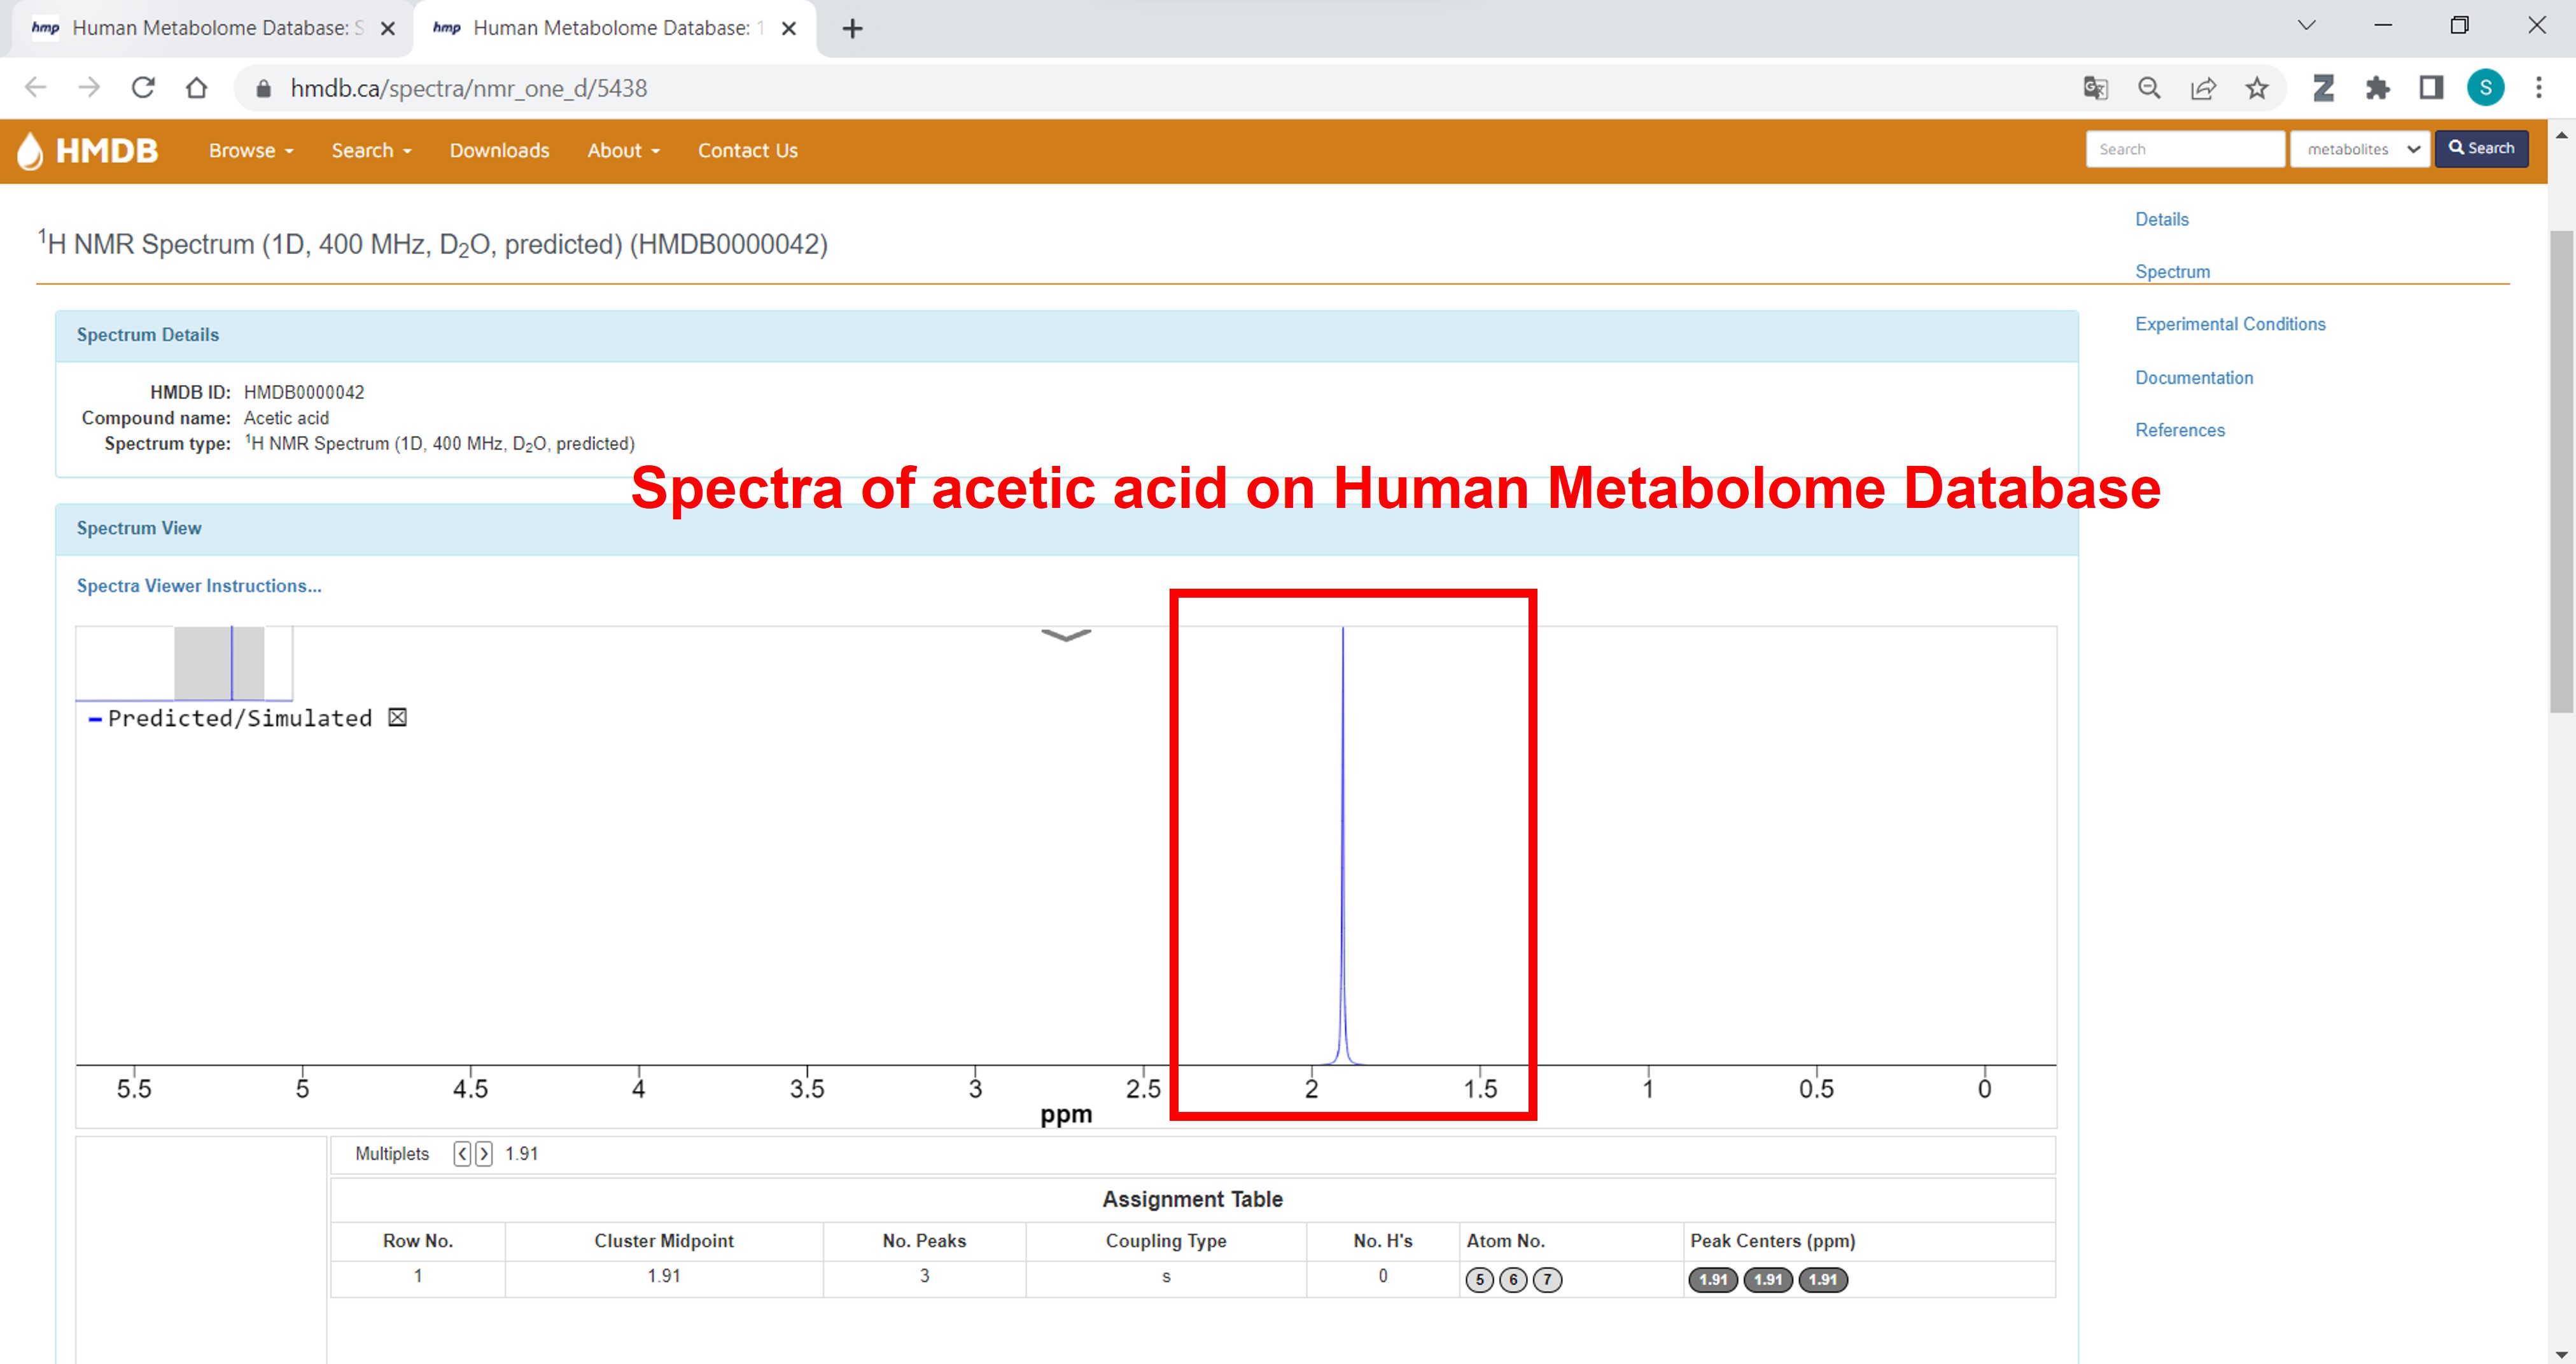 hmp Human Metabolome Database: S
hmp Human Metabolome Database: 1
hmdb.ca/spectra/nmr_one_d/5438
S
HMDB Browse Search Downloads About Contact Us
Search metabolites Search
¹H NMR Spectrum (1D, 400 MHz, D₂O, predicted) (HMDB0000042)
Details
Spectrum
Experimental Conditions
Documentation
References
Spectrum Details
HMDB ID: HMDB0000042
Compound name: Acetic acid
Spectrum type: ¹H NMR Spectrum (1D, 400 MHz, D₂O, predicted)
Spectra of acetic acid on Human Metabolome Database
Spectrum View
Spectra Viewer Instructions...
Predicted/Simulated
5.5 5 4.5 4 3.5 3 2.5 2 1.5 1 0.5 0
ppm
Multiplets < > 1.91
Assignment Table
Row No. Cluster Midpoint No. Peaks Coupling Type No. H's Atom No. Peak Centers (ppm)
1 1.91 3 s 0 5 6 7 1.91 1.91 1.91